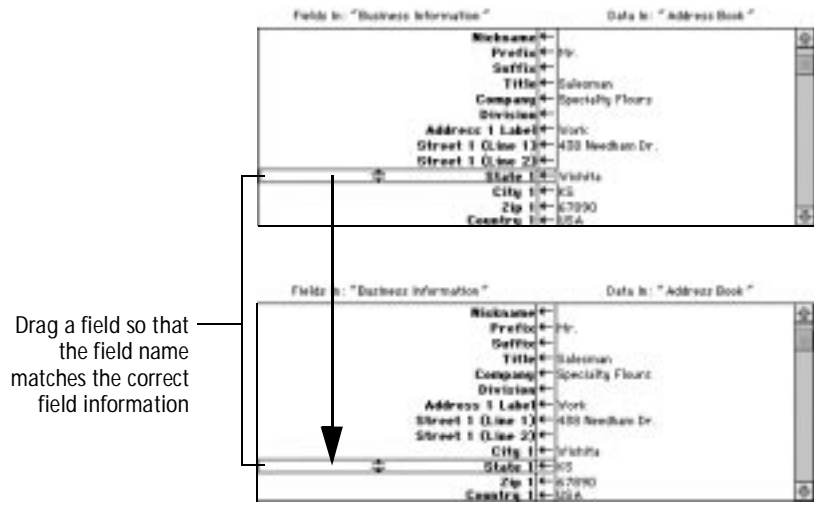 Fields In: "Business Information" Data In: "Address Book"
Nickname
Prefix Mr.
Suffix
Title Salesman
Company Specialty Flours
Division
Address 1 Label Work
Street 1 (Line 1) Needham Dr.
Street 1 (Line 2)
State 1 Wichita
City 1 KS
Zip 1 67890
Country 1 USA
Fields In: "Business Information" Data In: "Address Book"
Nickname
Prefix Mr.
Suffix
Title Salesman
Company Specialty Flours
Division
Address 1 Label Work
Street 1 (Line 1) Needham Dr.
Street 1 (Line 2)
City 1 Wichita
State 1 KS
Zip 1 67890
Country 1 USA
Drag a field so that
the field name
matches the correct
field information